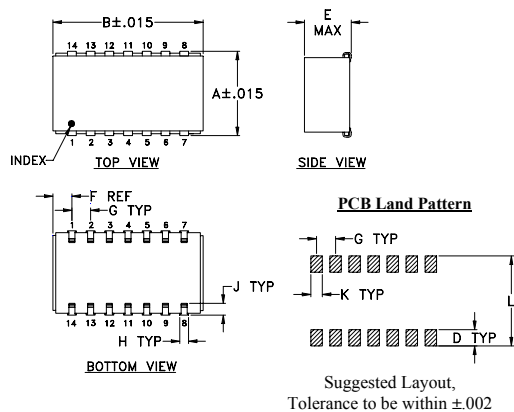 B±.015
E
MAX
14 13 12 11 10 9 8
A±.015
INDEX
1 2 3 4 5 6 7
TOP VIEW
SIDE VIEW
F REF
G TYP
1 2 3 4 5 6 7
J TYP
14 13 12 11 10 9 8
H TYP
BOTTOM VIEW
PCB Land Pattern
G TYP
K TYP
L
D TYP
Suggested Layout,
Tolerance to be within ±.002